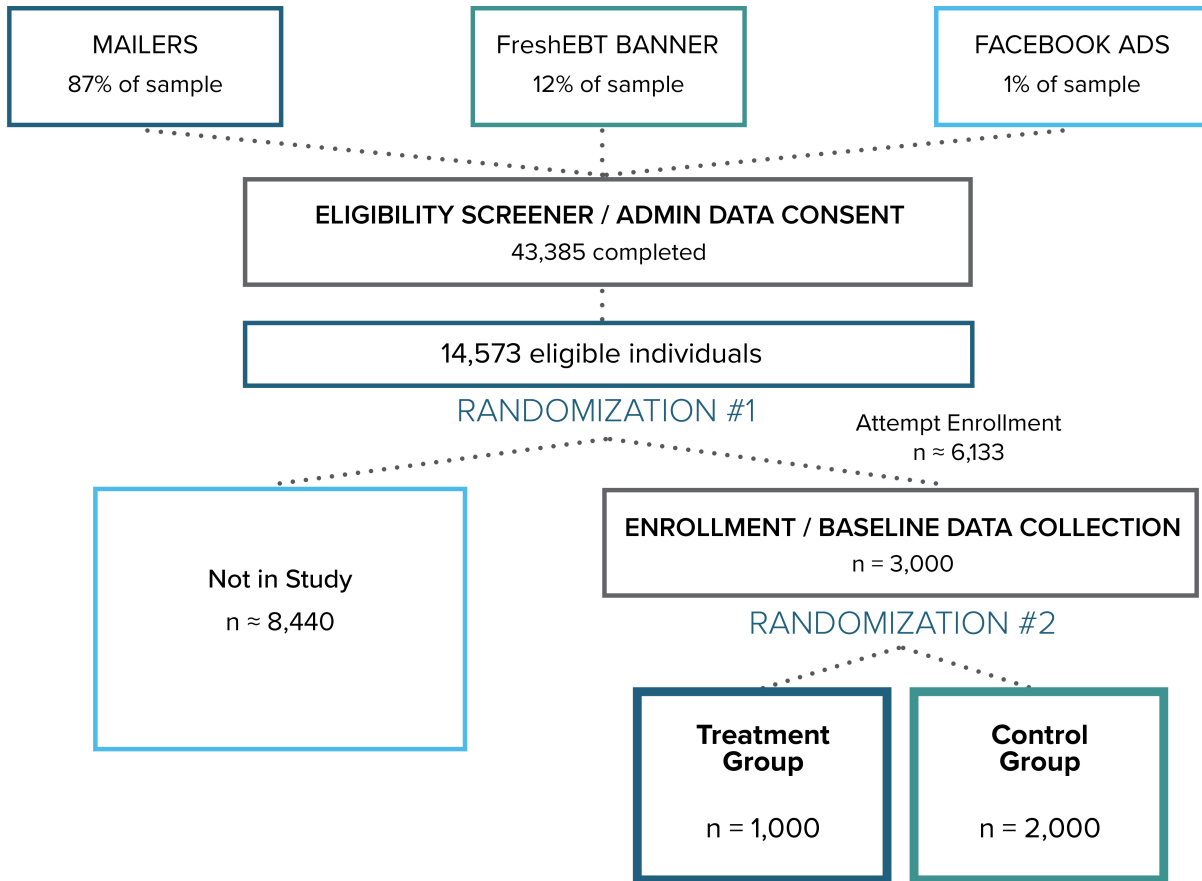 MAILERS
87% of sample
FreshEBT BANNER
12% of sample
FACEBOOK ADS
1% of sample
ELIGIBILITY SCREENER / ADMIN DATA CONSENT
43,385 completed
14,573 eligible individuals
RANDOMIZATION #1
Attempt Enrollment
n ≈ 6,133
Not in Study
n ≈ 8,440
ENROLLMENT / BASELINE DATA COLLECTION
n = 3,000
RANDOMIZATION #2
Treatment
Group
n = 1,000
Control
Group
n = 2,000